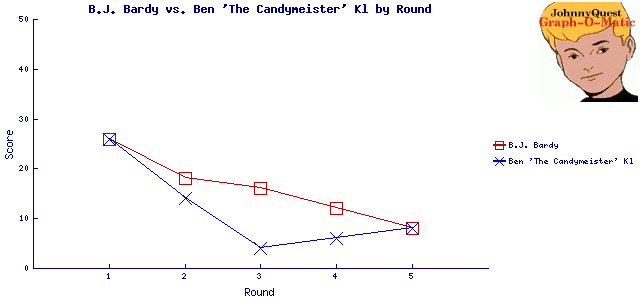 B.J. Bardy vs. Ben 'The Candymeister' Kl by Round
JohnnyQuest
Graph-O-Matic
50
40
30
20
10
0
Score
1
2
3
4
5
Round
B.J. Bardy
Ben 'The Candymeister' Kl